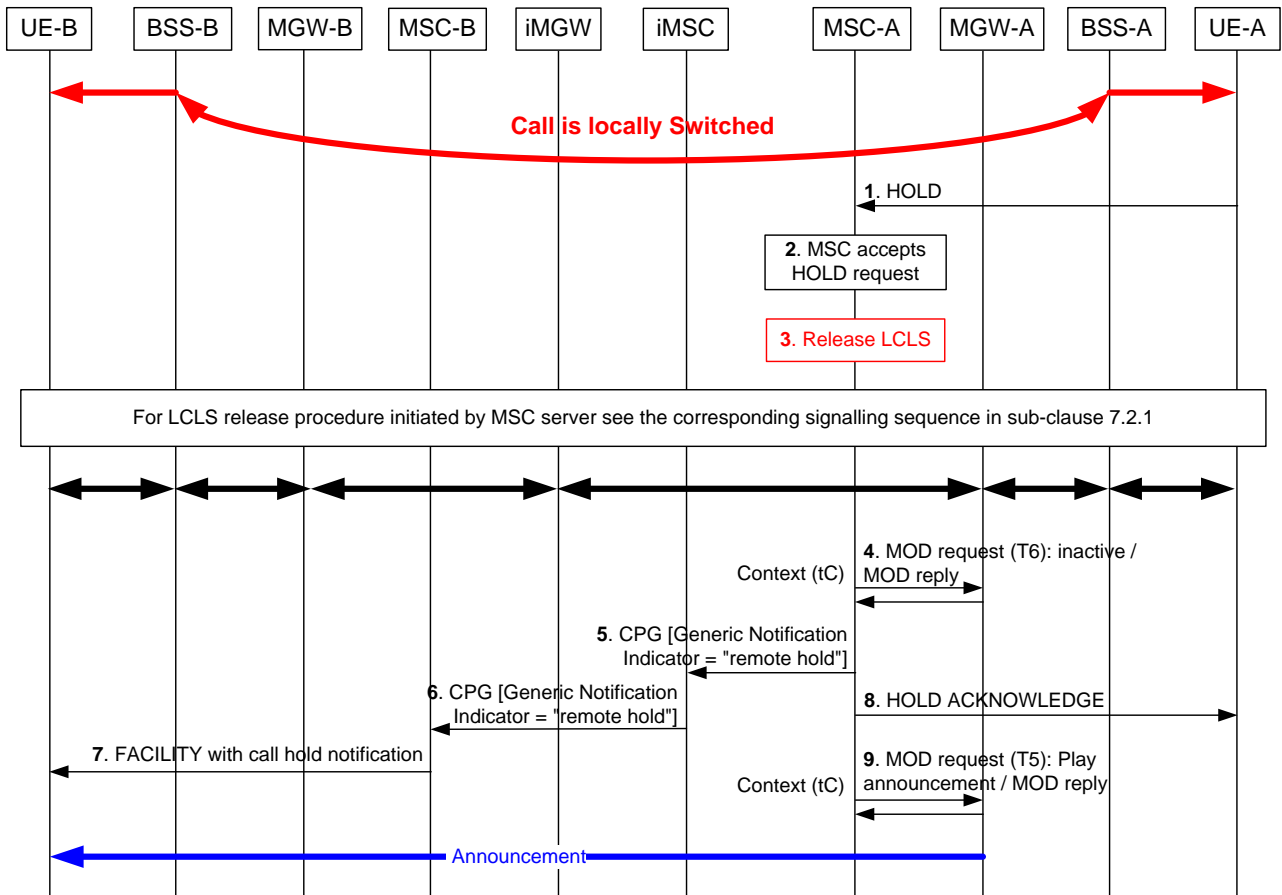 UE-B
BSS-B
MGW-B
MSC-B
iMGW
iMSC
MSC-A
MGW-A
BSS-A
UE-A
Call is locally Switched
1. HOLD
2. MSC accepts
HOLD request
3. Release LCLS
For LCLS release procedure initiated by MSC server see the corresponding signalling sequence in sub-clause 7.2.1
4. MOD request (T6): inactive /
MOD reply
Context (tC)
5. CPG [Generic Notification
Indicator = "remote hold"]
6. CPG [Generic Notification
Indicator = "remote hold"]
8. HOLD ACKNOWLEDGE
7. FACILITY with call hold notification
9. MOD request (T5): Play
announcement / MOD reply
Context (tC)
Announcement